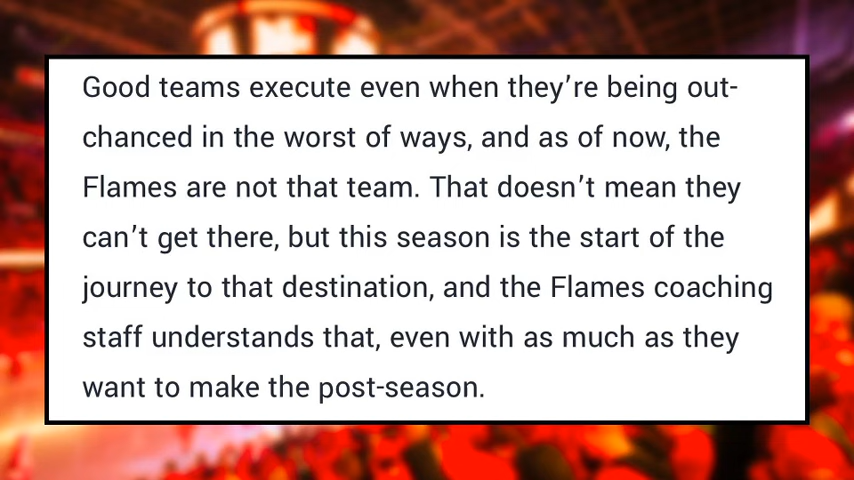 Good teams execute even when they’re being out-
chanced in the worst of ways, and as of now, the
Flames are not that team. That doesn’t mean they
can’t get there, but this season is the start of the
journey to that destination, and the Flames coaching
staff understands that, even with as much as they
want to make the post-season.